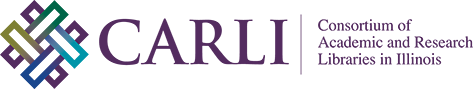 CARLI
Consortium of
Academic and Research
Libraries in Illinois